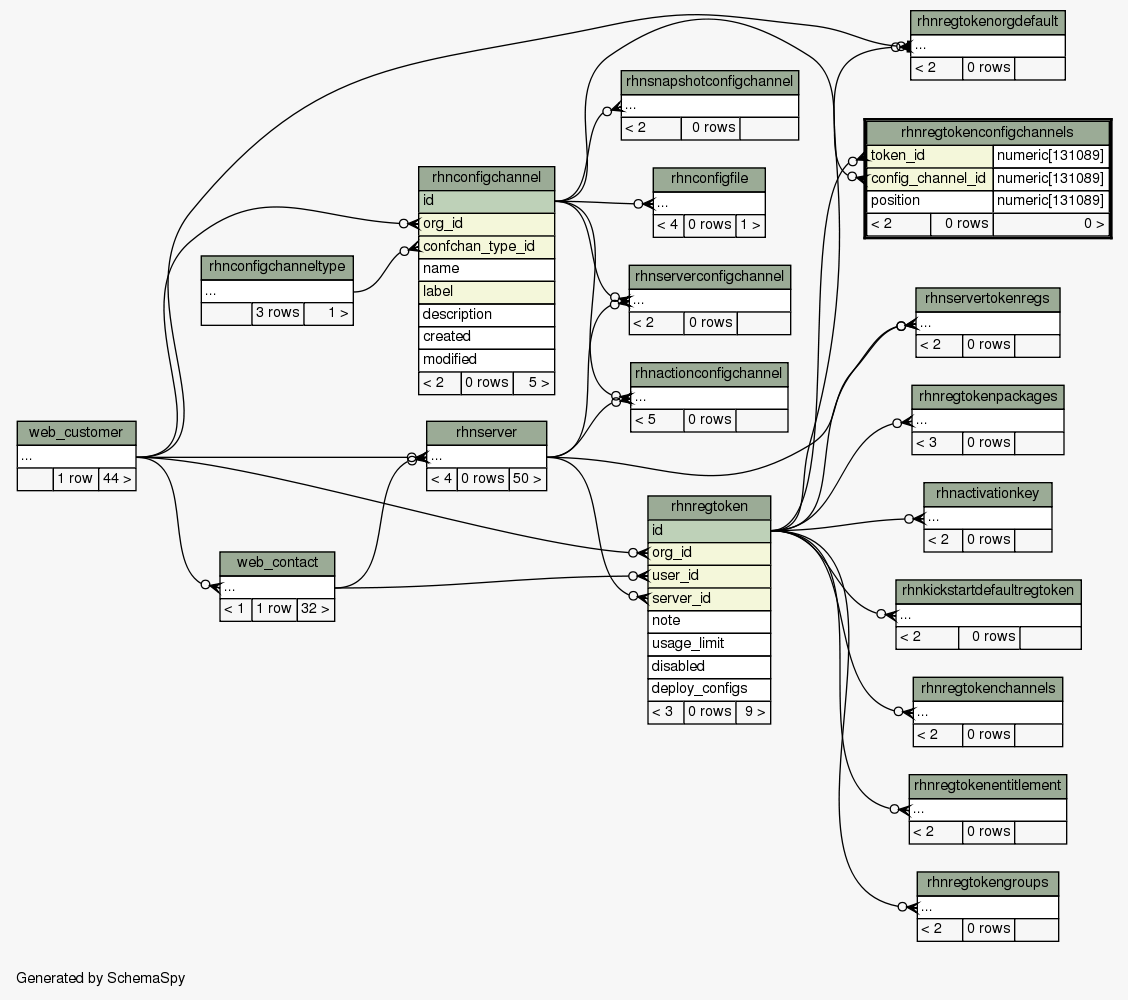 rhnregtokenorgdefault
...
< 2 0 rows
rhnsnapshotconfigchannel
...
< 2 0 rows
rhnregtokenconfigchannels
token_id numeric[131089]
config_channel_id numeric[131089]
position numeric[131089]
< 2 0 rows 0 >
rhnconfigchannel
id
org_id
confchan_type_id
name
label
description
created
modified
< 2 0 rows 5 >
rhnconfigfile
...
< 4 0 rows 1 >
rhnconfigchanneltype
...
3 rows 1 >
rhnserverconfigchannel
...
< 2 0 rows
rhnservertokenregs
...
< 2 0 rows
rhnactionconfigchannel
...
< 5 0 rows
rhnregtokenpackages
...
< 3 0 rows
web_customer
...
1 row 44 >
rhnserver
...
< 4 0 rows 50 >
rhnactivationkey
...
< 2 0 rows
rhnregtoken
id
org_id
user_id
server_id
note
usage_limit
disabled
deploy_configs
< 3 0 rows 9 >
web_contact
...
< 1 1 row 32 >
rhnkickstartdefaultregtoken
...
< 2 0 rows
rhnregtokenchannels
...
< 2 0 rows
rhnregtokenentitlement
...
< 2 0 rows
rhnregtokengroups
...
< 2 0 rows
Generated by SchemaSpy